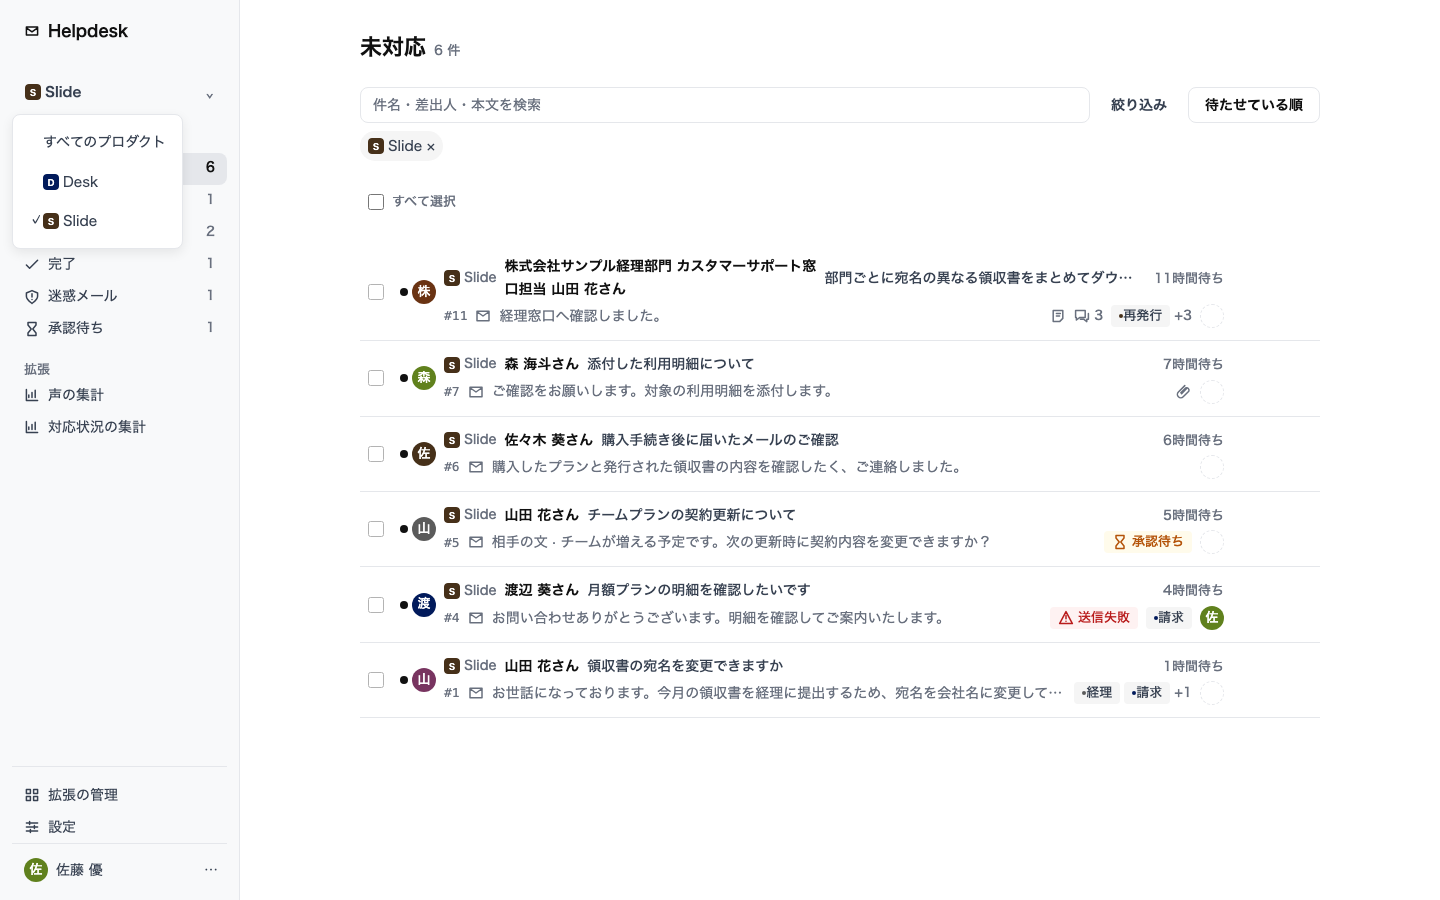 Helpdesk
S Slide
すべてのプロダクト
D Desk
✓ S Slide
6
1
2
完了 1
迷惑メール 1
承認待ち 1
拡張
声の集計
対応状況の集計
拡張の管理
設定
佐 佐藤 優 …
未対応 6 件
件名・差出人・本文を検索 絞り込み 待たせている順
S Slide ×
すべて選択
株 S Slide 株式会社サンプル経理部門 カスタマーサポート窓口担当 山田 花さん 部門ごとに宛名の異なる領収書をまとめてダウ… 11時間待ち
#11 経理窓口へ確認しました。 3 •再発行 +3
森 S Slide 森 海斗さん 添付した利用明細について 7時間待ち
#7 ご確認をお願いします。対象の利用明細を添付します。
佐 S Slide 佐々木 葵さん 購入手続き後に届いたメールのご確認 6時間待ち
#6 購入したプランと発行された領収書の内容を確認したく、ご連絡しました。
山 S Slide 山田 花さん チームプランの契約更新について 5時間待ち
#5 相手の文 · チームが増える予定です。次の更新時に契約内容を変更できますか？ 承認待ち
渡 S Slide 渡辺 葵さん 月額プランの明細を確認したいです 4時間待ち
#4 お問い合わせありがとうございます。明細を確認してご案内いたします。 送信失敗 •請求 佐
山 S Slide 山田 花さん 領収書の宛名を変更できますか 1時間待ち
#1 お世話になっております。今月の領収書を経理に提出するため、宛名を会社名に変更して… •経理 •請求 +1